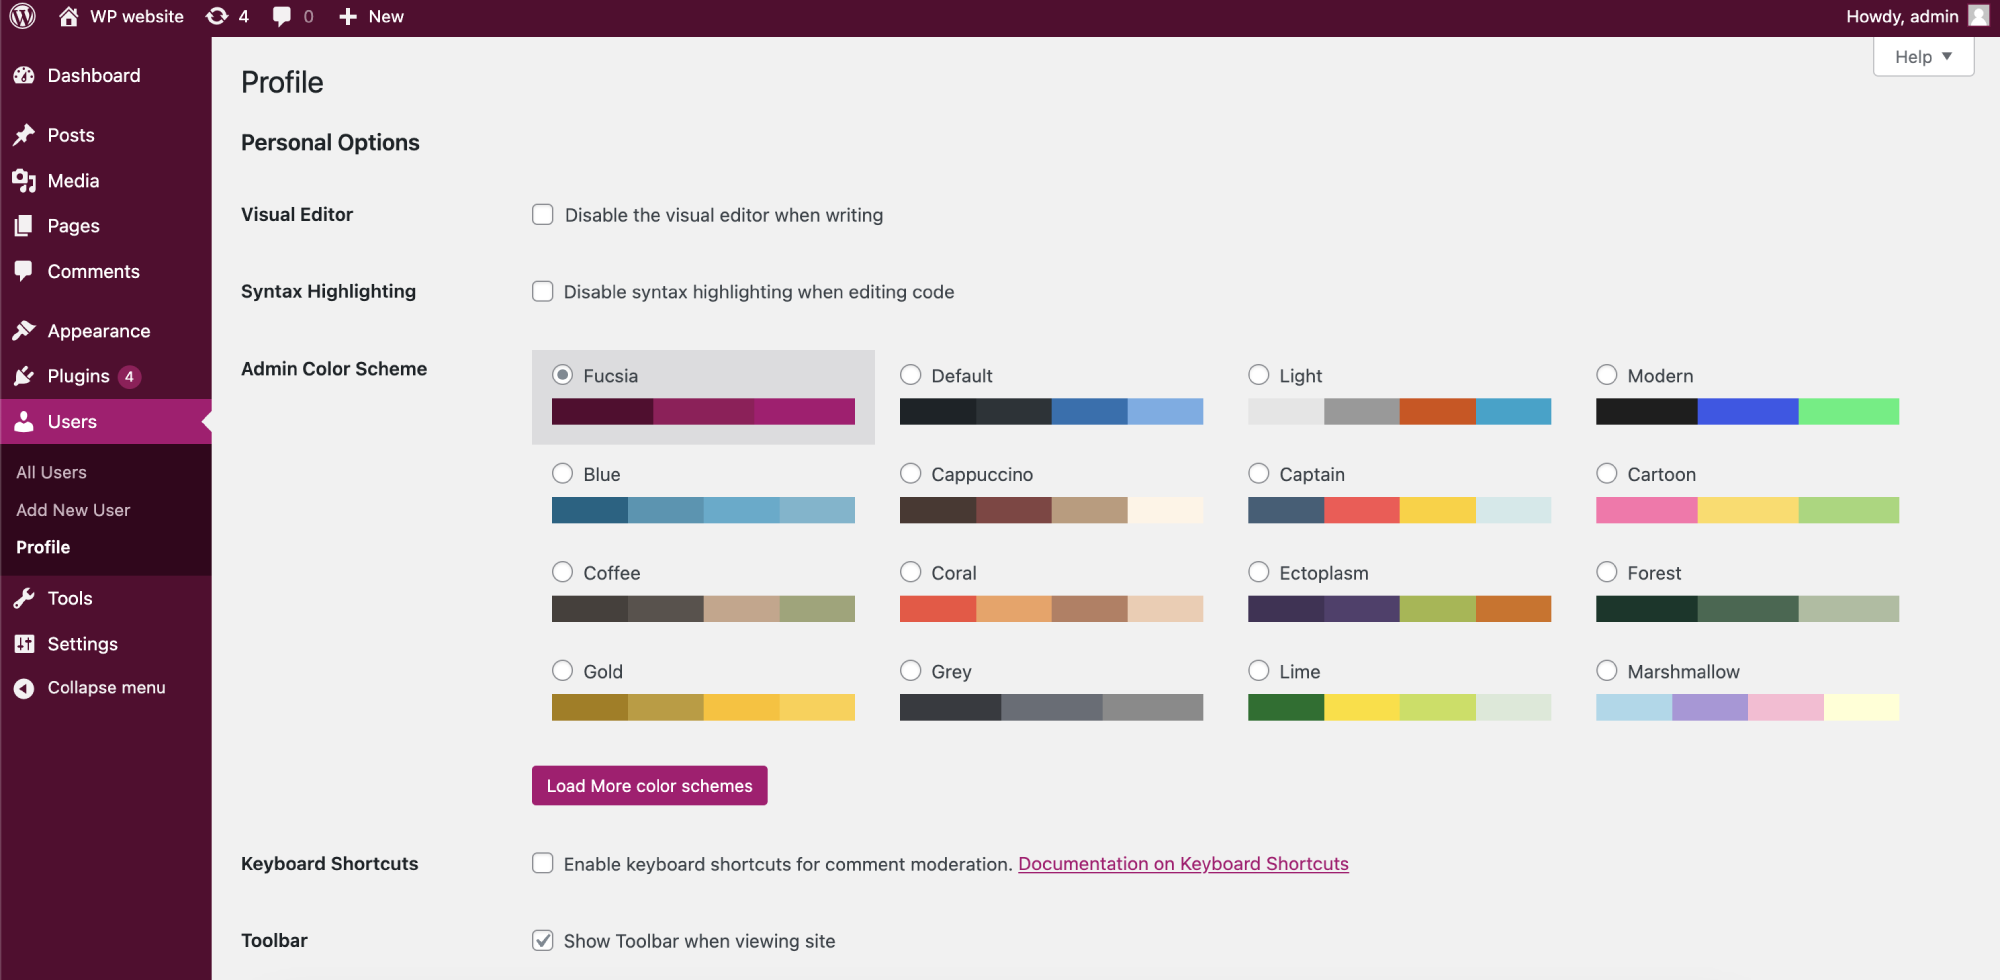 WP website 4 0 New Howdy, admin
Help
Dashboard
Posts
Media
Pages
Comments
Appearance
Plugins 4
Users
All Users
Add New User
Profile
Tools
Settings
Collapse menu
Profile
Personal Options
Visual Editor Disable the visual editor when writing
Syntax Highlighting Disable syntax highlighting when editing code
Admin Color Scheme Fucsia Default Light Modern
Blue Cappuccino Captain Cartoon
Coffee Coral Ectoplasm Forest
Gold Grey Lime Marshmallow
Load More color schemes
Keyboard Shortcuts Enable keyboard shortcuts for comment moderation. Documentation on Keyboard Shortcuts
Toolbar Show Toolbar when viewing site